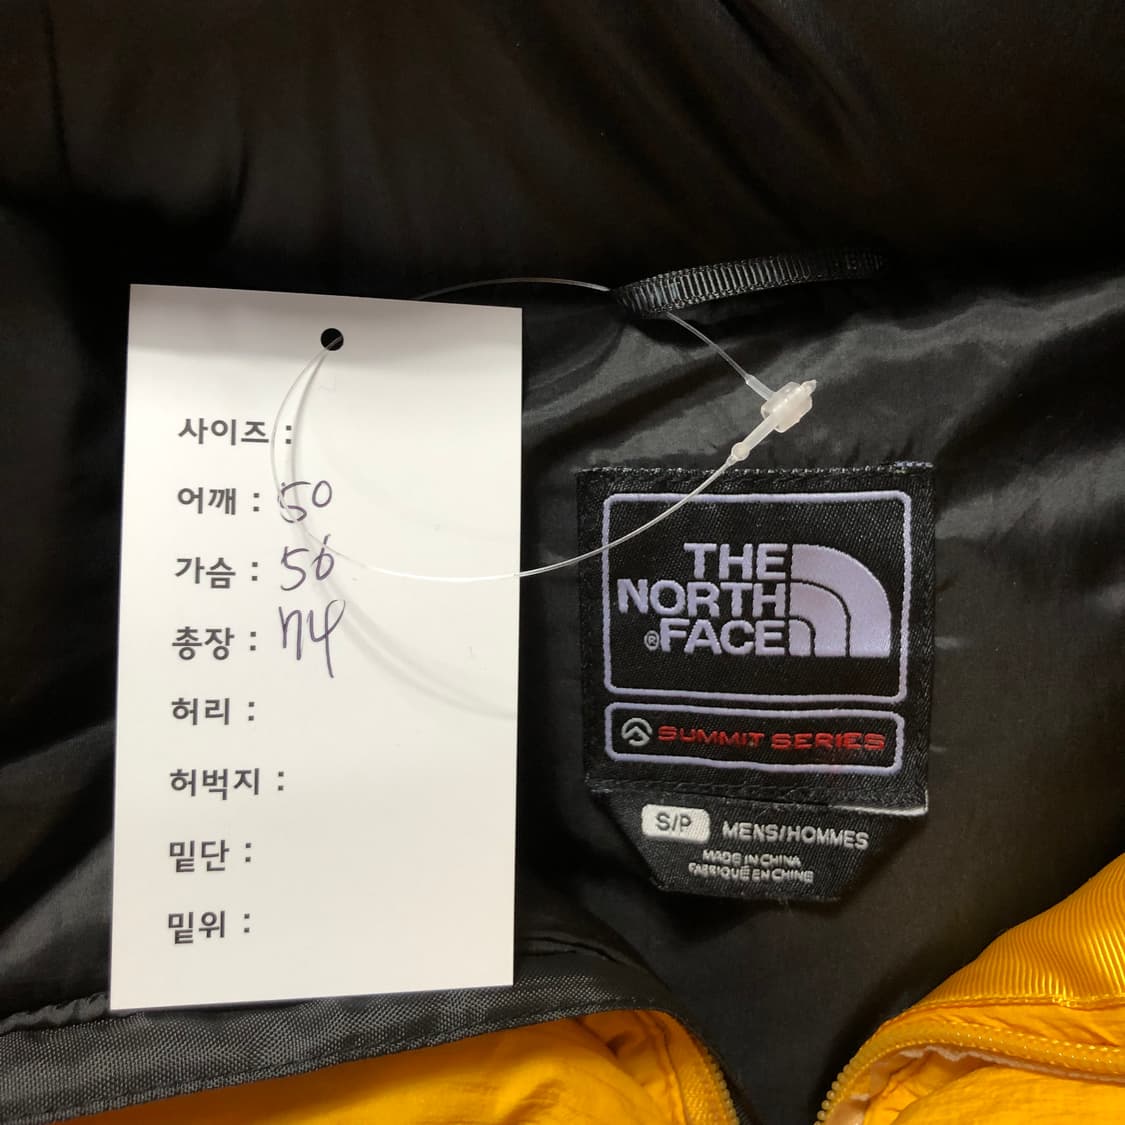 사이즈 :
어깨 : 50
가슴 : 56
총장 : 74
허리 :
허벅지 :
밑단 :
밑위 :
THE
NORTH
®FACE
SUMMIT SERIES
S/P MENS/HOMMES
MADE IN CHINA
FABRIQUÉ EN CHINE